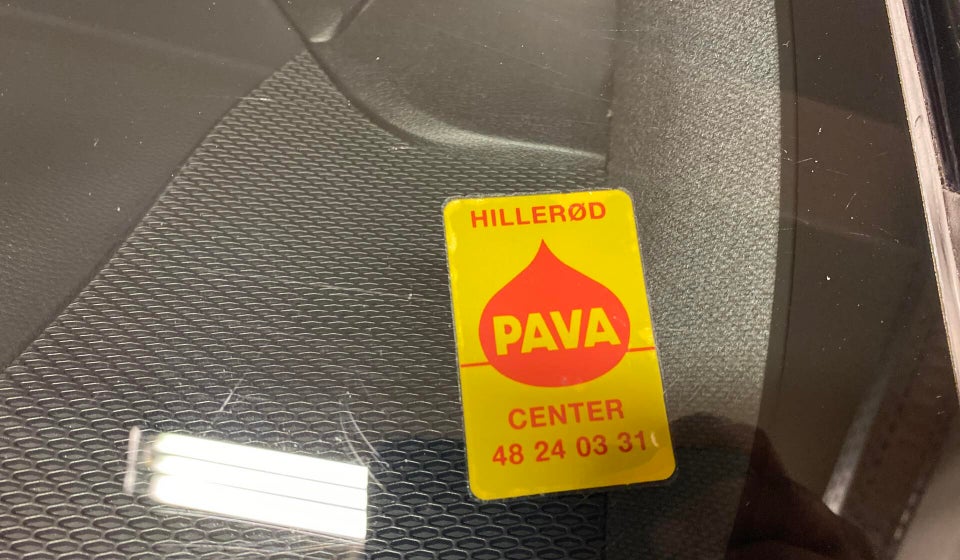 HILLERØD
PAVA
CENTER
48 24 03 31